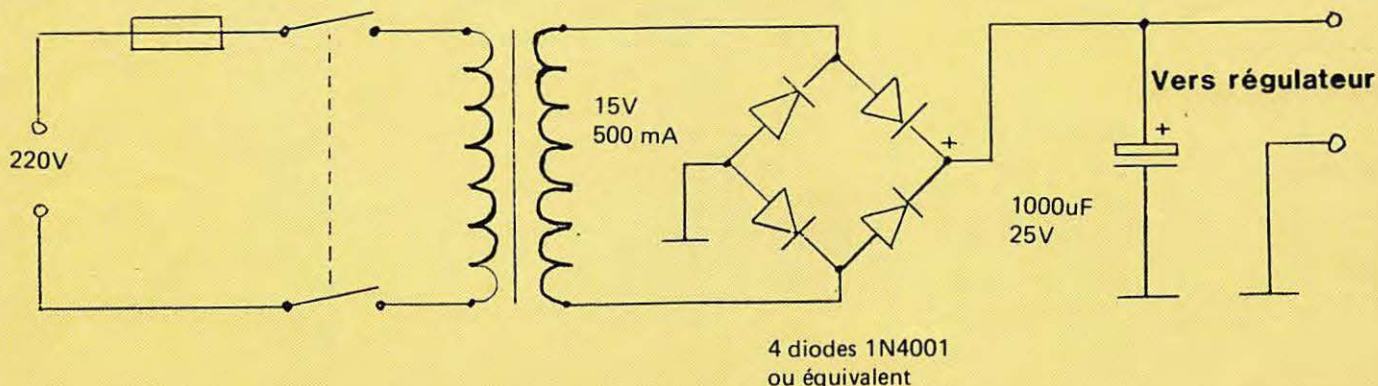 220V
15V
500 mA
+
+
Vers régulateur
1000uF
25V
4 diodes 1N4001
ou équivalent